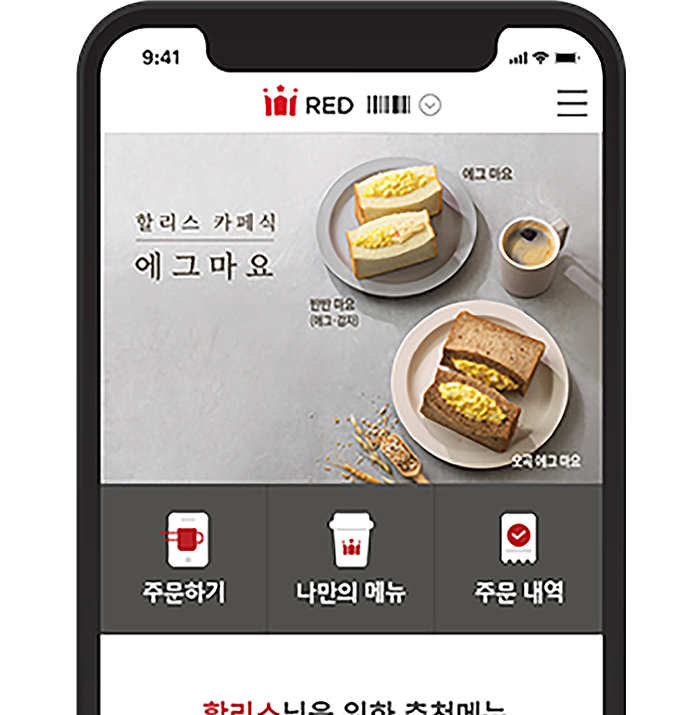 9:41
RED
할리스 카페식
에그마요
에그 마요
반반 마요
(에그·감자)
오곡 에그 마요
주문하기
나만의 메뉴
주문 내역
할리스님을 위한 추천메뉴